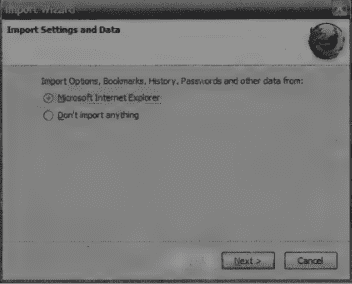 Import Wizard
Import Settings and Data
Import Options, Bookmarks, History, Passwords and other data from:
Microsoft Internet Explorer
Don't import anything
Next >
Cancel